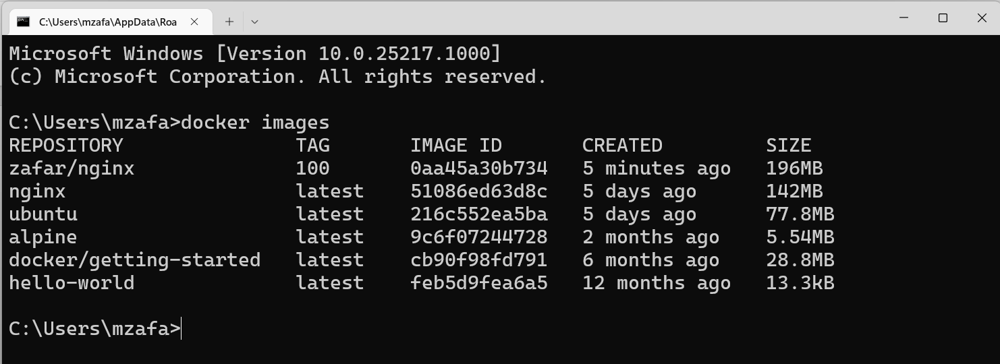 C:\Users\mzafa\AppData\Roa
Microsoft Windows [Version 10.0.25217.1000]
(c) Microsoft Corporation. All rights reserved.
C:\Users\mzafa>docker images
REPOSITORY TAG IMAGE ID CREATED SIZE
zafar/nginx 100 0aa45a30b734 5 minutes ago 196MB
nginx latest 51086ed63d8c 5 days ago 142MB
ubuntu latest 216c552ea5ba 5 days ago 77.8MB
alpine latest 9c6f07244728 2 months ago 5.54MB
docker/getting-started latest cb90f98fd791 6 months ago 28.8MB
hello-world latest feb5d9fea6a5 12 months ago 13.3kB
C:\Users\mzafa>